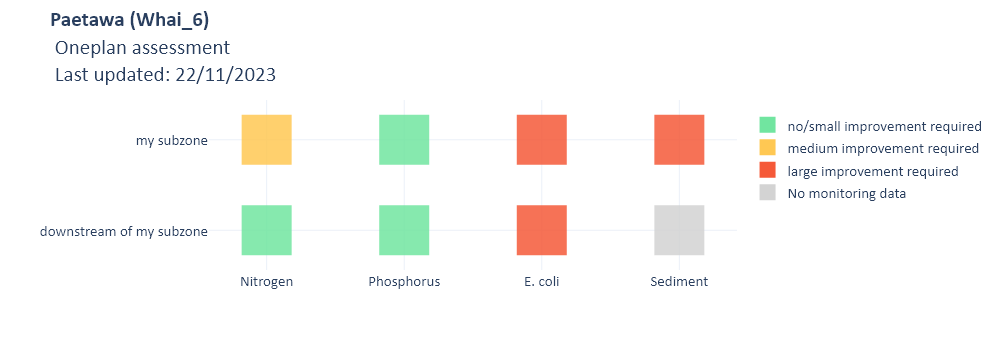 Paetawa (Whai_6)
Oneplan assessment
Last updated: 22/11/2023
my subzone
downstream of my subzone
Nitrogen
Phosphorus
E. coli
Sediment
no/small improvement required
medium improvement required
large improvement required
No monitoring data